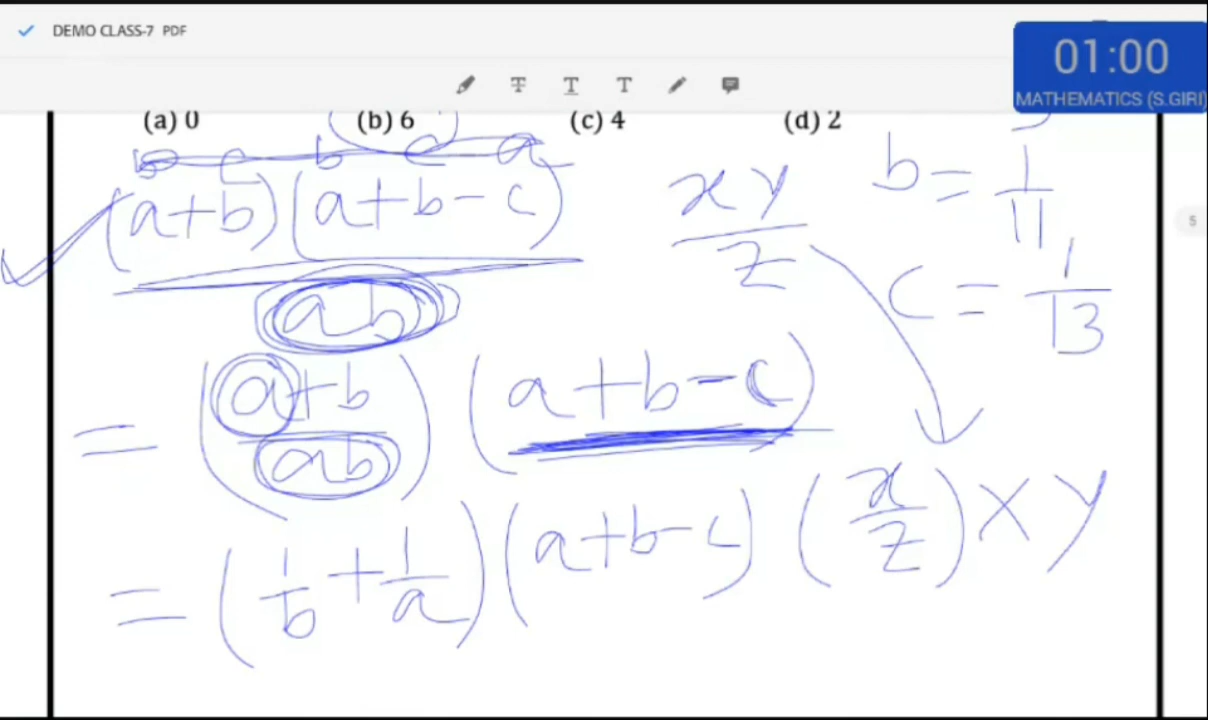 DEMO CLASS-7 PDF
01:00
MATHEMATICS (S.GIRI)
T T T
(a) 0 (b) 6 (c) 4 (d) 2
b c b c a
(a+b)(a+b-c)
ab
xy
z
b = 1
11
c = 1
13
5
= (a+b
ab) (a+b-c)
= (1/b + 1/a)(a+b-c) (x/z) × y